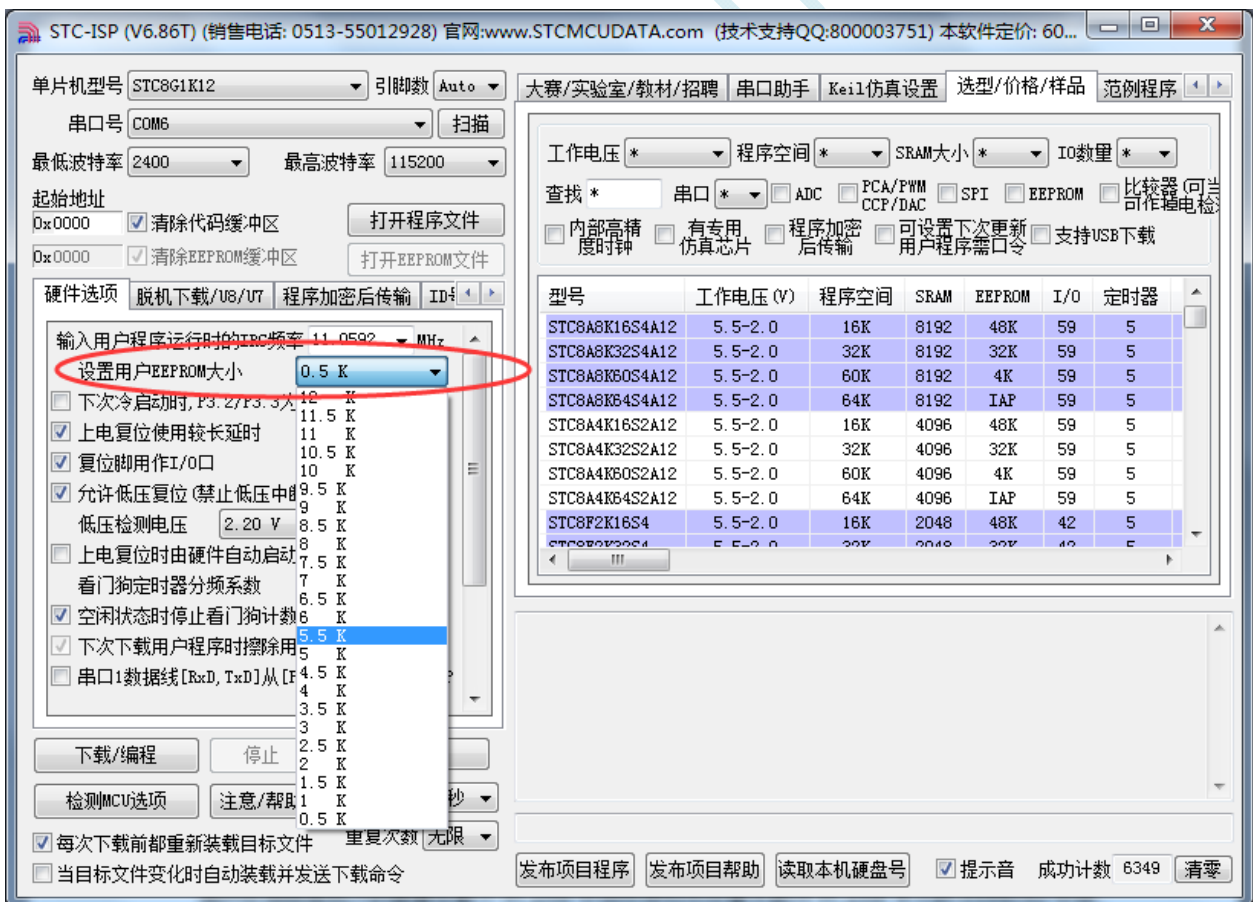 STC-ISP (V6.86T) (销售电话: 0513-55012928) 官网:www.STCMCUDATA.com (技术支持QQ:800003751) 本软件定价: 60...
单片机型号 STC8G1K12 引脚数 Auto
串口号 COM6 扫描
最低波特率 2400 最高波特率 115200
起始地址
0x0000 清除代码缓冲区 打开程序文件
0x0000 清除EEPROM缓冲区 打开EEPROM文件
硬件选项 脱机下载/U8/U7 程序加密后传输
输入用户程序运行时的IRC频率 11.0592 MHz
设置用户EEPROM大小 0.5 K
下次冷启动时,P3.2/P3.3为
上电复位使用较长延时
复位脚用作I/O口
允许低压复位(禁止低压中
低压检测电压 2.20 V
上电复位时由硬件自动启动
看门狗定时器分频系数
空闲状态时停止看门狗计数
下次下载用户程序时擦除用
串口1数据线[RxD,TxD]从[P
12 K
11.5 K
11 K
10.5 K
10 K
9.5 K
9 K
8.5 K
8 K
7.5 K
7 K
6.5 K
6 K
5.5 K
5 K
4.5 K
4 K
3.5 K
3 K
2.5 K
2 K
1.5 K
1 K
0.5 K
下载/编程 停止
检测MCU选项 注意/帮助 秒
每次下载前都重新装载目标文件 重复次数 无限
当目标文件变化时自动装载并发送下载命令
大赛/实验室/教材/招聘 串口助手 Keil仿真设置 选型/价格/样品 范例程序
工作电压 * 程序空间 * SRAM大小 * IO数量 *
查找 * 串口 * ADC PCA/PWM CCP/DAC SPI EEPROM 比较器(可当 可作掉电检
内部高精度时钟 有专用仿真芯片 程序加密后传输 可设置下次更新用户程序需口令 支持USB下载
型号 工作电压(V) 程序空间 SRAM EEPROM I/O 定时器
STC8A8K16S4A12 5.5-2.0 16K 8192 48K 59 5
STC8A8K32S4A12 5.5-2.0 32K 8192 32K 59 5
STC8A8K60S4A12 5.5-2.0 60K 8192 4K 59 5
STC8A8K64S4A12 5.5-2.0 64K 8192 IAP 59 5
STC8A4K16S2A12 5.5-2.0 16K 4096 48K 59 5
STC8A4K32S2A12 5.5-2.0 32K 4096 32K 59 5
STC8A4K60S2A12 5.5-2.0 60K 4096 4K 59 5
STC8A4K64S2A12 5.5-2.0 64K 4096 IAP 59 5
STC8F2K16S4 5.5-2.0 16K 2048 48K 42 5
STC8F2K32S4 5.5-2.0 32K 2048 32K 42 5
发布项目程序 发布项目帮助 读取本机硬盘号 提示音 成功计数 6349 清零